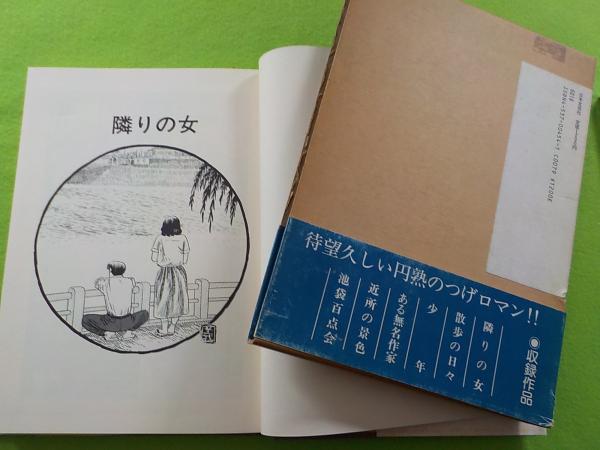 隣りの女
待望久しい円熟のつげロマン!!
●収録作品
隣りの女
散歩の日々
少年
ある無名作家
近所の景色
池袋百点会